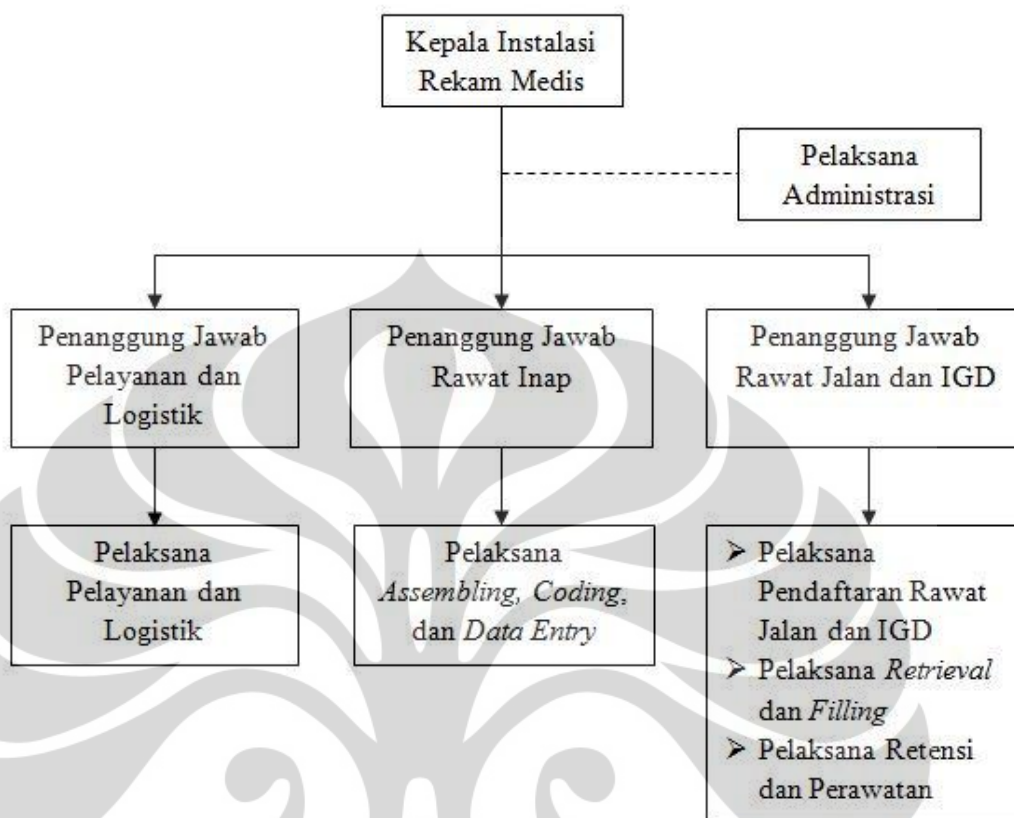 Kepala Instalasi
Rekam Medis
Pelaksana
Administrasi
Penanggung Jawab
Pelayanan dan
Logistik
Penanggung Jawab
Rawat Inap
Penanggung Jawab
Rawat Jalan dan IGD
Pelaksana
Pelayanan dan
Logistik
Pelaksana
Assembling, Coding,
dan Data Entry
➤ Pelaksana
Pendaftaran Rawat
Jalan dan IGD
➤ Pelaksana Retrieval
dan Filling
➤ Pelaksana Retensi
dan Perawatan